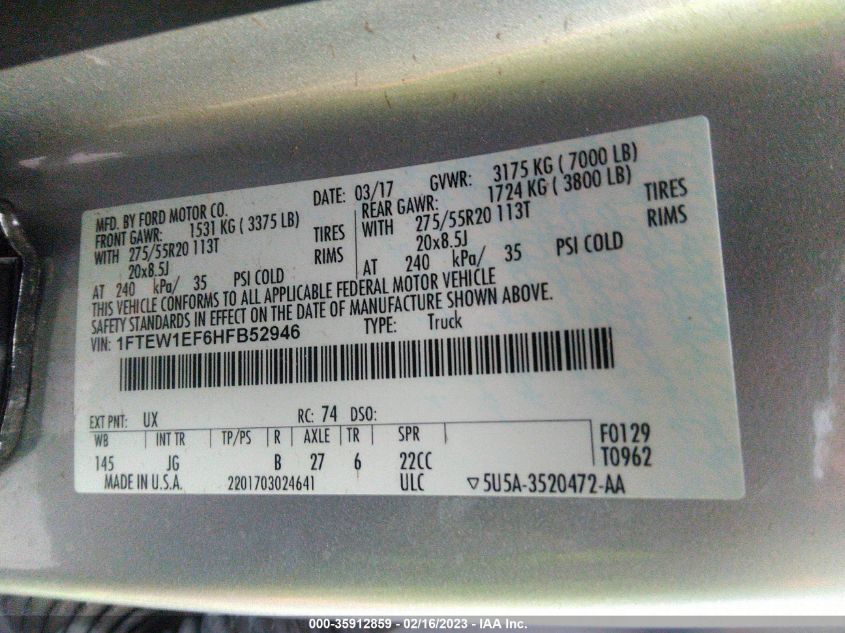 MFD. BY FORD MOTOR CO. DATE: 03/17 GVWR: 3175 KG ( 7000 LB)
FRONT GAWR: 1531 KG ( 3375 LB) REAR GAWR: 1724 KG ( 3800 LB)
WITH 275/55R20 113T TIRES WITH 275/55R20 113T TIRES
20x8.5J RIMS 20x8.5J RIMS
AT 240 kPa/ 35 PSI COLD AT 240 kPa/ 35 PSI COLD
THIS VEHICLE CONFORMS TO ALL APPLICABLE FEDERAL MOTOR VEHICLE
SAFETY STANDARDS IN EFFECT ON THE DATE OF MANUFACTURE SHOWN ABOVE.
VIN: 1FTEW1EF6HFB52946 TYPE: Truck
EXT PNT: UX RC: 74 DSO:
WB INT TR TP/PS R AXLE TR SPR F0129
145 JG B 27 6 22CC T0962
MADE IN U.S.A. 2201703024641 ULC ▽5U5A-3520472-AA
000-35912859 - 02/16/2023 - IAA Inc.